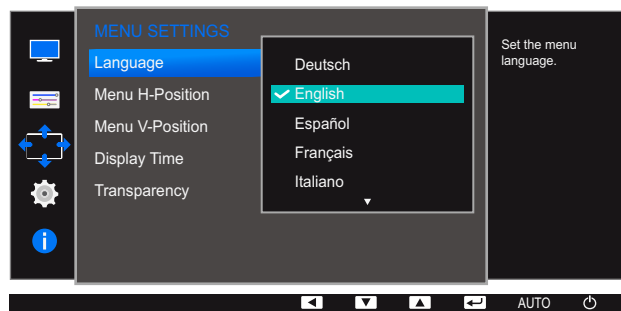 MENU SETTINGS
Language
Menu H-Position
Menu V-Position
Display Time
Transparency
Deutsch
English
Español
Français
Italiano
Set the menu
language.
AUTO